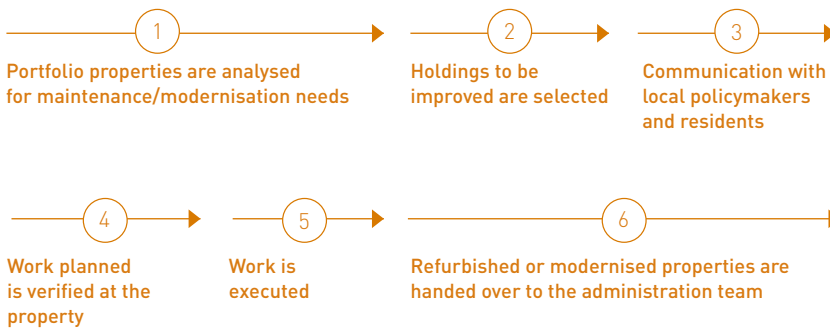 1
Portfolio properties are analysed
for maintenance/modernisation needs
2
Holdings to be
improved are selected
3
Communication with
local policymakers
and residents
4
Work planned
is verified at the
property
5
Work is
executed
6
Refurbished or modernised properties are
handed over to the administration team